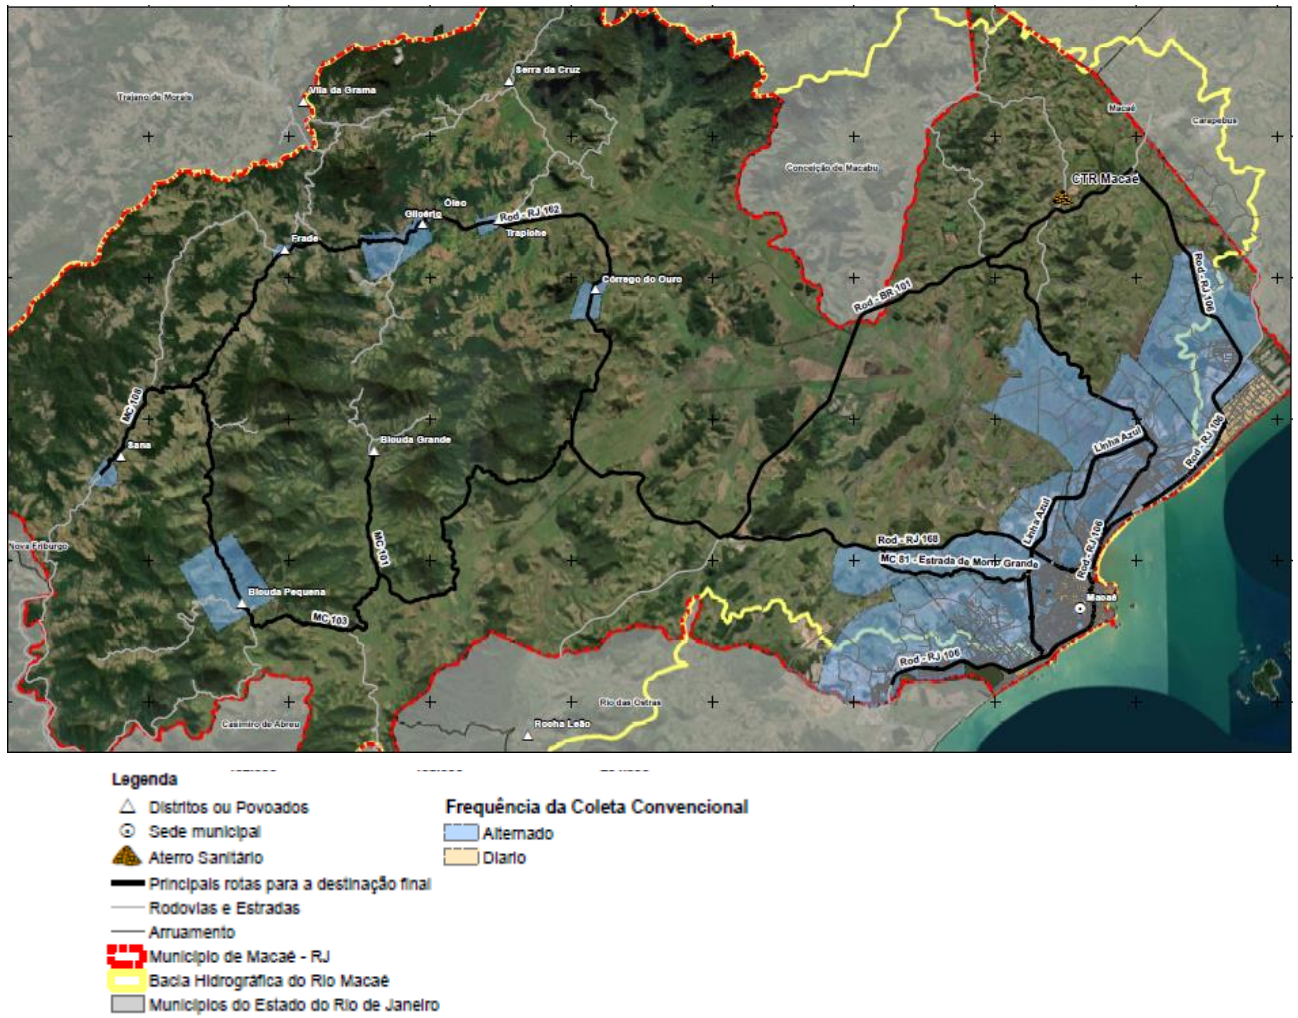 Serra da Cruz
Vila da Grama
Trajano de Morais
Macaé
Carapebus
Conceição de Macabu
CTR Macaé
Óleo
Glicério
Rod - RJ 162
Trapiche
Frade
Córrego do Ouro
Rod - BR 101
Rod - RJ 106
MC 108
Sana
Bicuda Grande
Linha Azul
Rod - RJ 106
Linha Azul
Nova Friburgo
MC 101
Rod - RJ 168
Rod - RJ 106
MC 81 - Estrada de Morro Grande
Bicuda Pequena
Macaé
MC 103
Rod - RJ 106
Rio das Ostras
Casimiro de Abreu
Rocha Leão
Legenda
Distritos ou Povoados
Sede municipal
Aterro Sanitário
Principais rotas para a destinação final
Rodovias e Estradas
Arruamento
Município de Macaé - RJ
Bacia Hidrográfica do Rio Macaé
Municípios do Estado do Rio de Janeiro
Frequência da Coleta Convencional
Alternado
Diario